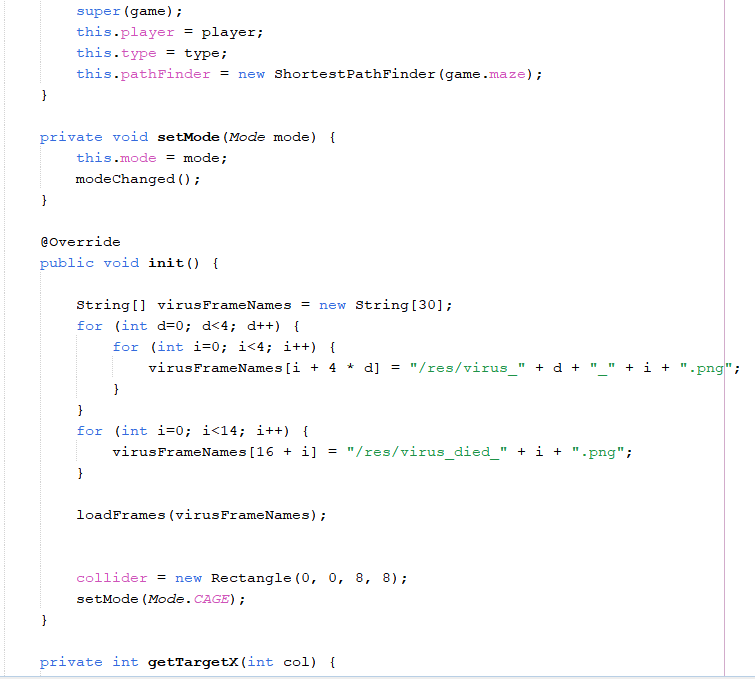 super(game);
this.player = player;
this.type = type;
this.pathFinder = new ShortestPathFinder(game.maze);
}
private void setMode(Mode mode) {
this.mode = mode;
modeChanged();
}
@Override
public void init() {
String[] virusFrameNames = new String[30];
for (int d=0; d<4; d++) {
for (int i=0; i<4; i++) {
virusFrameNames[i + 4 * d] = "/res/virus_" + d + "_" + i + ".png";
}
}
for (int i=0; i<14; i++) {
virusFrameNames[16 + i] = "/res/virus_died_" + i + ".png";
}
loadFrames(virusFrameNames);
collider = new Rectangle(0, 0, 8, 8);
setMode(Mode.CAGE);
}
private int getTargetX(int col) {